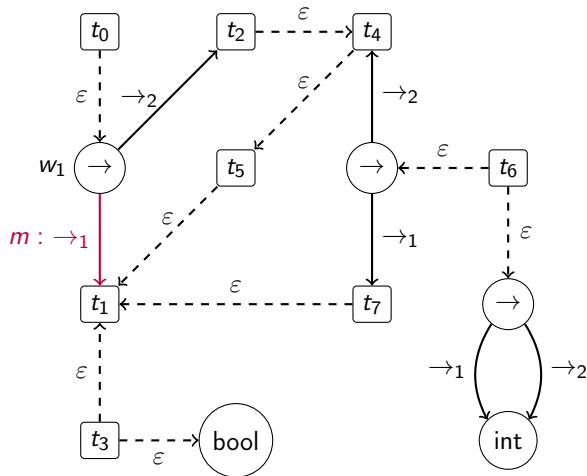 t₀ t₂ ε t₄
ε →₂ ε →₂
w₁ → t₅ → ε t₆
m : →₁ ε →₁ ε
t₁ ε t₇ →
ε →₁ →₂
t₃ ε bool int